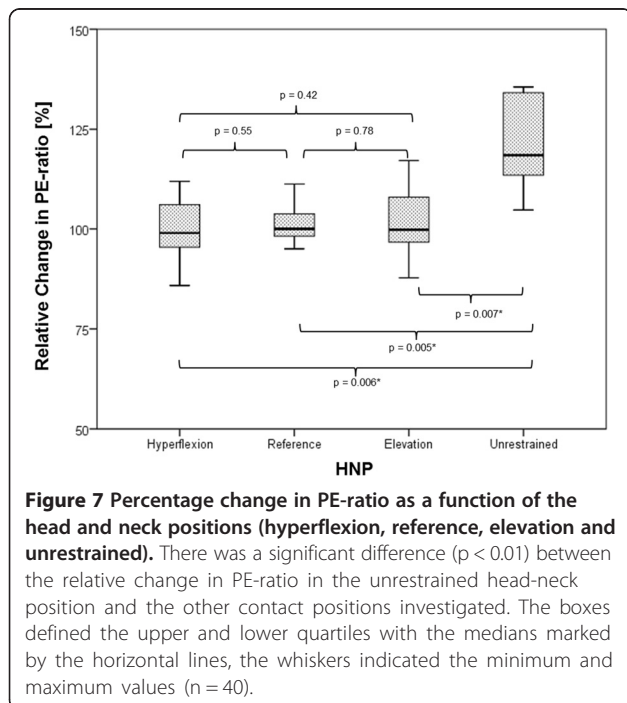 150
125
100
75
50
Relative Change in PE-ratio [%]
p = 0.42
p = 0.55
p = 0.78
p = 0.007*
p = 0.005*
p = 0.006*
Hyperflexion
Reference
Elevation
Unrestrained
HNP
Figure 7 Percentage change in PE-ratio as a function of the
head and neck positions (hyperflexion, reference, elevation and
unrestrained). There was a significant difference (p < 0.01) between
the relative change in PE-ratio in the unrestrained head-neck
position and the other contact positions investigated. The boxes
defined the upper and lower quartiles with the medians marked
by the horizontal lines, the whiskers indicated the minimum and
maximum values (n = 40).